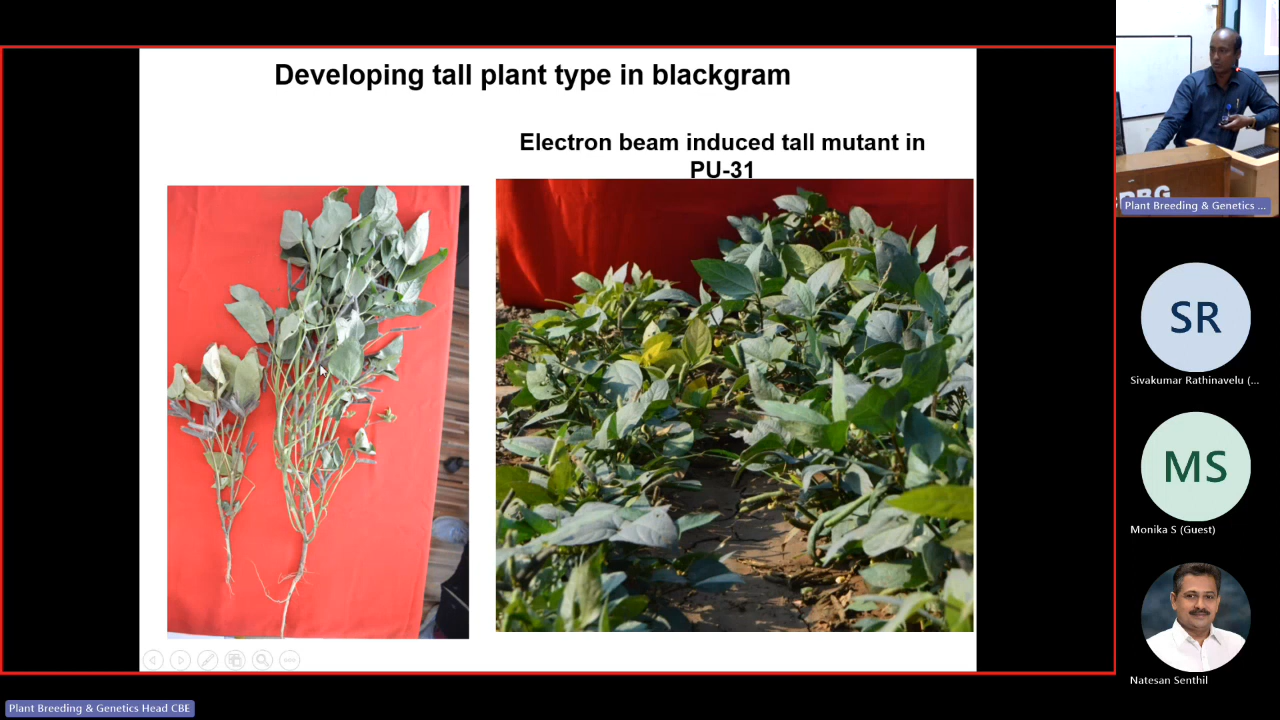 Developing tall plant type in blackgram
Electron beam induced tall mutant in
PU-31
Plant Breeding & Genetics ...
SR
Sivakumar Rathinavelu (...
MS
Monika S (Guest)
Natesan Senthil
Plant Breeding & Genetics Head CBE